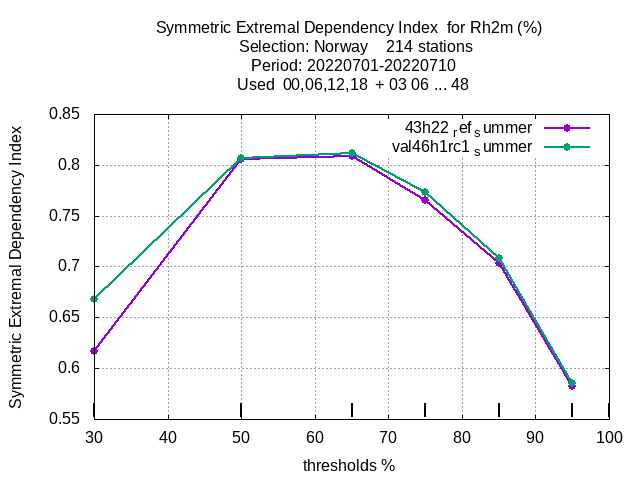 Symmetric Extremal Dependency Index  for Rh2m (%)
Selection: Norway    214 stations
Period: 20220701-20220710
Used  00,06,12,18  + 03 06 ... 48
Symmetric Extremal Dependency Index
0.85
0.8
0.75
0.7
0.65
0.6
0.55
43h22 refsummer
val46h1rc1 summer
30 40 50 60 70 80 90 100
thresholds %